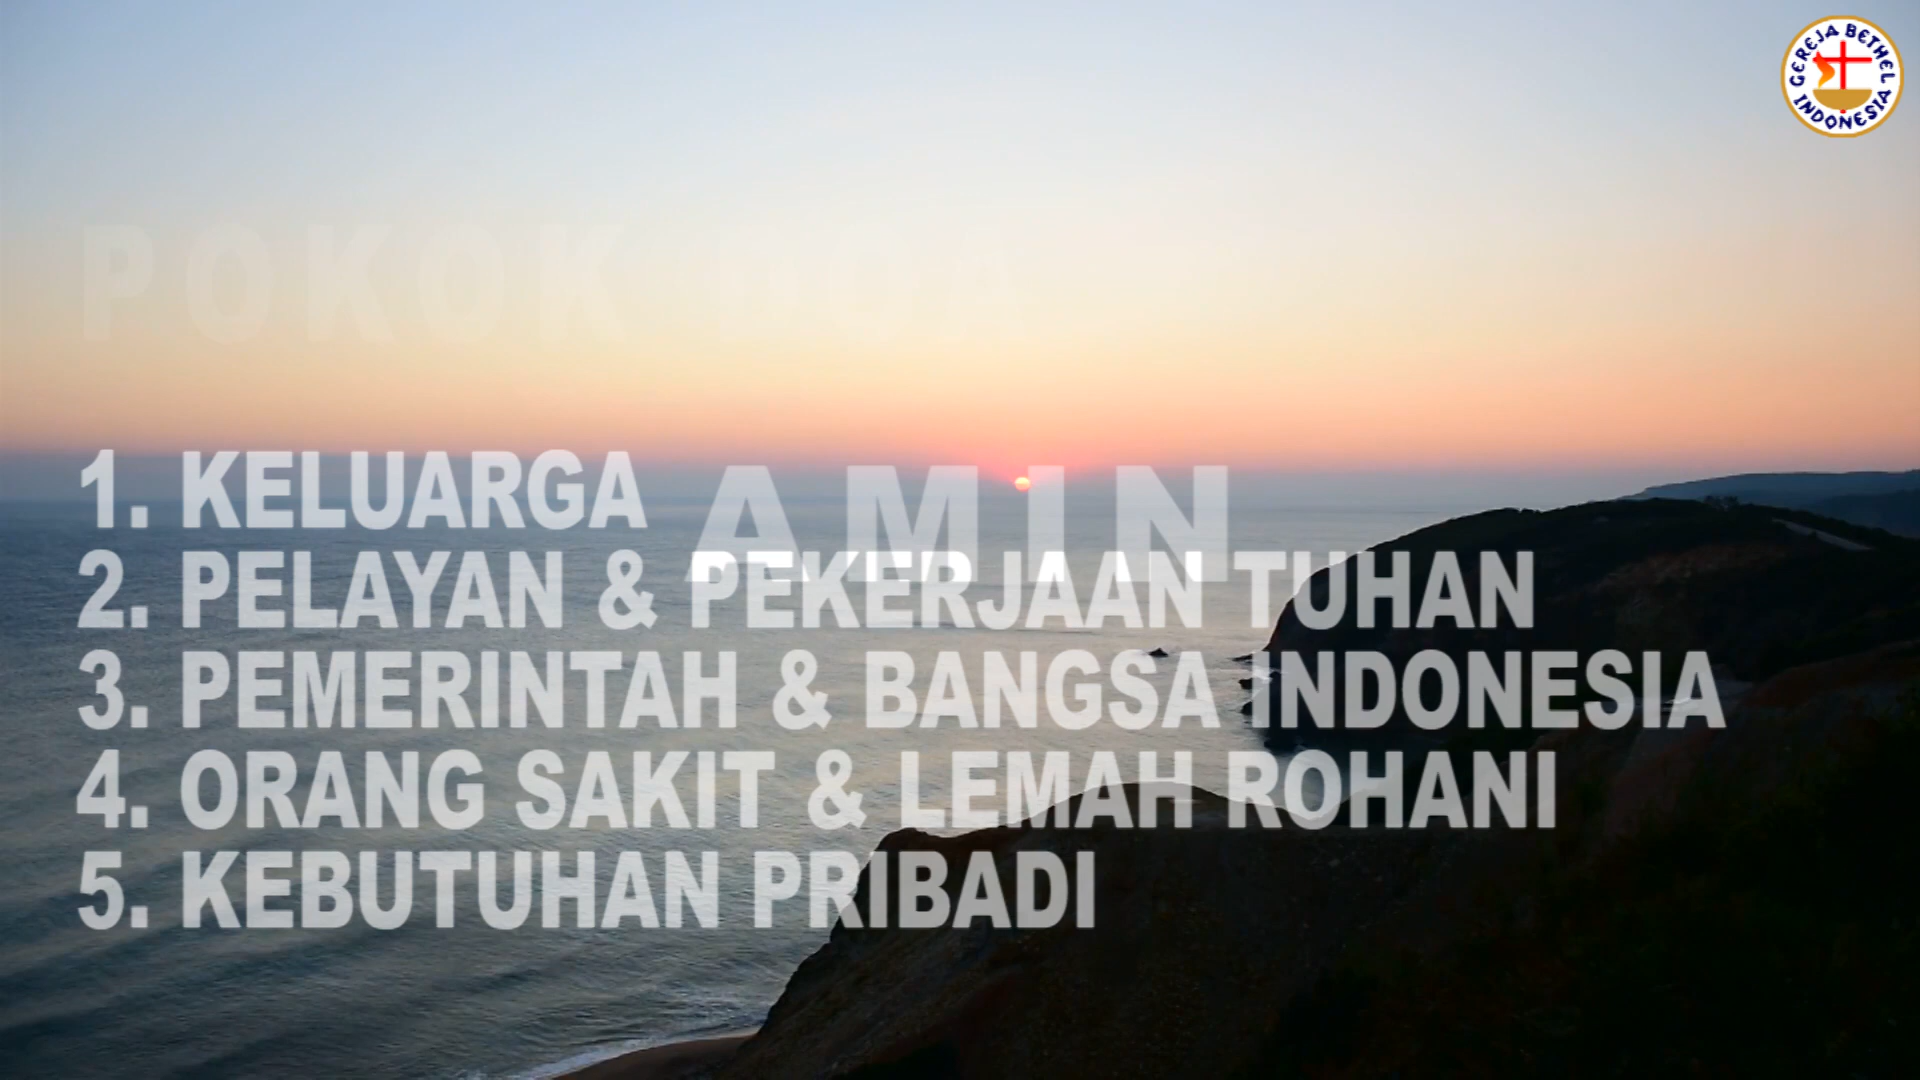 GEREJA BETHEL INDONESIA
POKOK DOA
1. KELUARGA
AMIN
2. PELAYAN & PEKERJAAN TUHAN
3. PEMERINTAH & BANGSA INDONESIA
4. ORANG SAKIT & LEMAH ROHANI
5. KEBUTUHAN PRIBADI